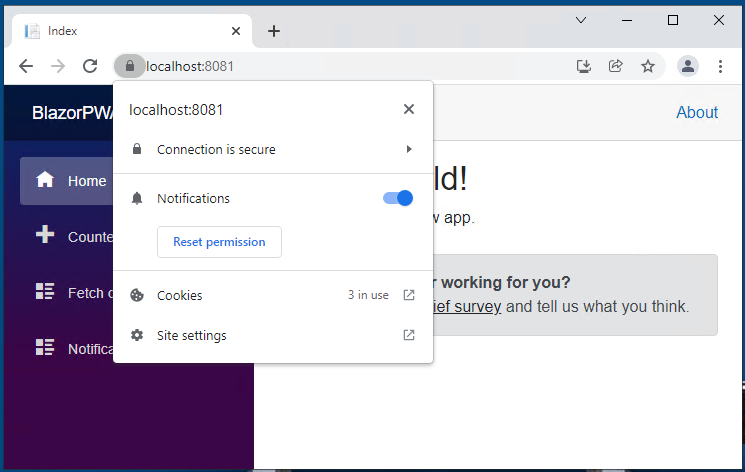 Index
localhost:8081
BlazorPWA
About
localhost:8081
Connection is secure
Home
ld!
Notifications
w app.
Counte
Reset permission
r working for you?
Fetch
Cookies
3 in use
ief survey and tell us what you think.
Site settings
Notifica